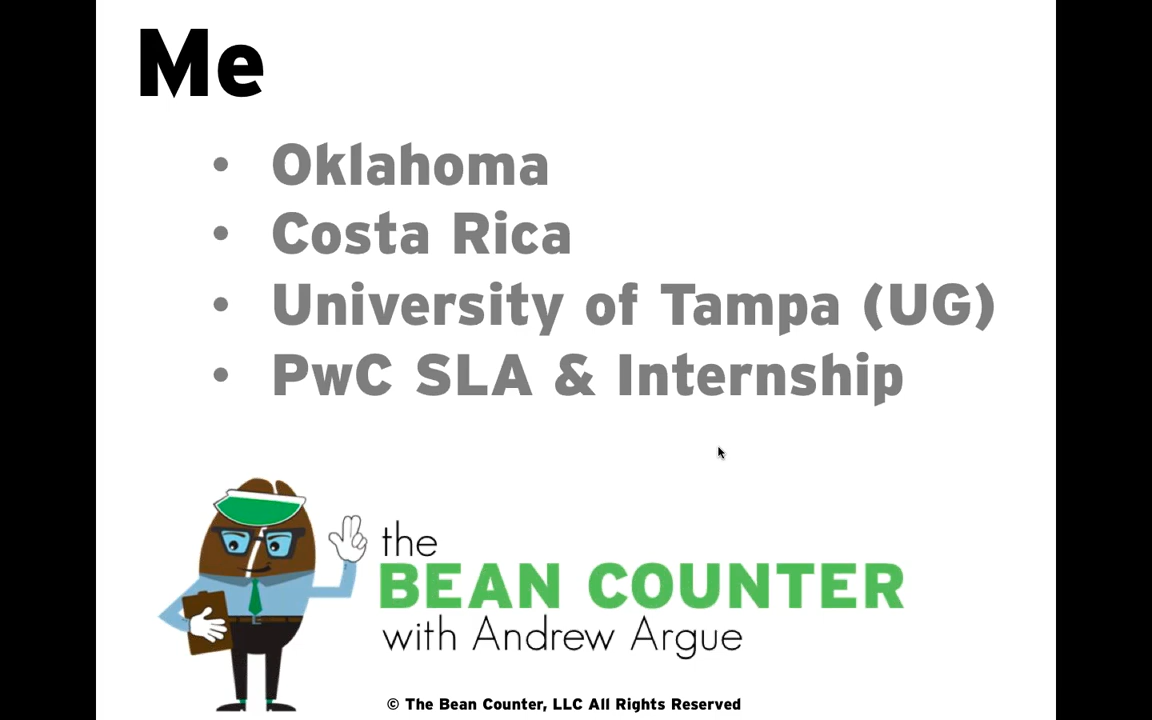 Me
• Oklahoma
• Costa Rica
• University of Tampa (UG)
• PwC SLA & Internship
the
BEAN COUNTER
with Andrew Argue
© The Bean Counter, LLC All Rights Reserved